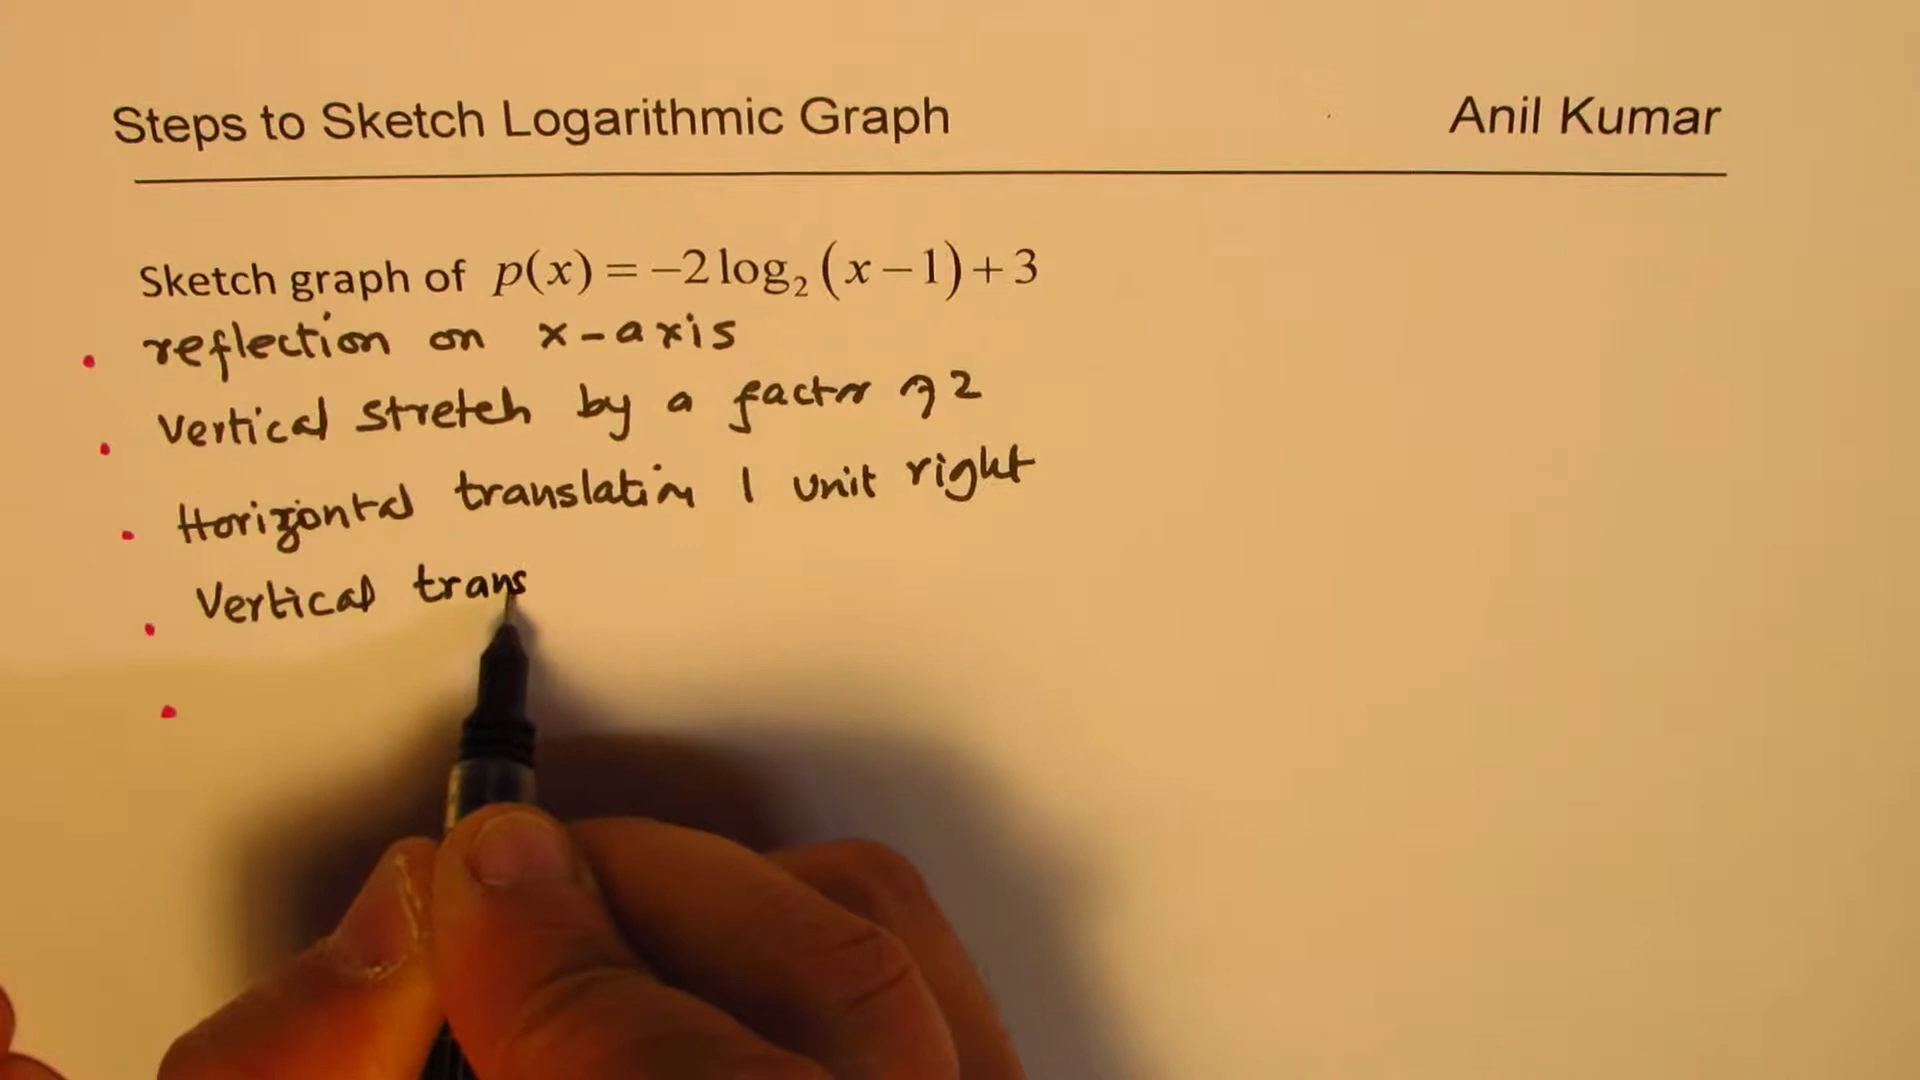 Steps to Sketch Logarithmic Graph Anil Kumar
Sketch graph of p(x) = −2 log₂ (x − 1) + 3
reflection on x-axis
Vertical stretch by a factor of 2
Horizontal translation 1 unit right
Vertical trans